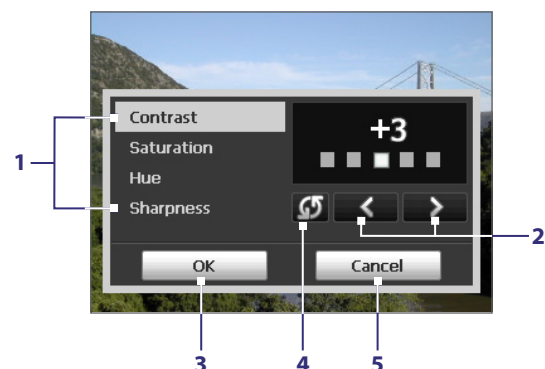 Contrast
+3
Saturation
Hue
1
Sharpness
2
OK
Cancel
3
4
5